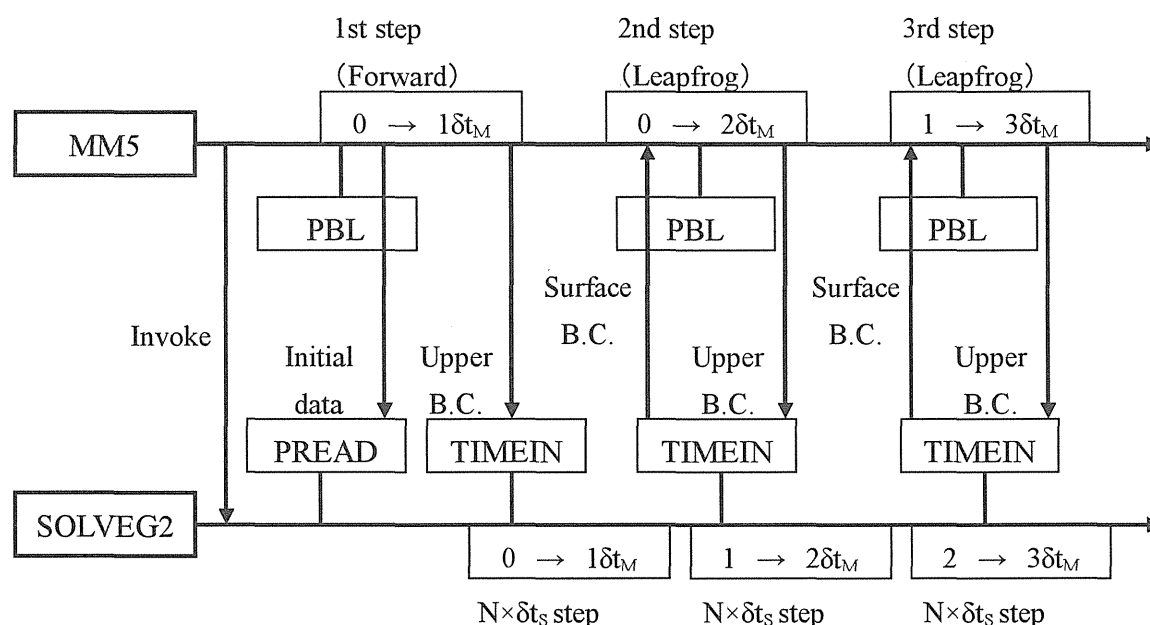 1st step
2nd step
3rd step
(Forward)
(Leapfrog)
(Leapfrog)
0 → 1δtM
0 → 2δtM
1 → 3δtM
MM5
PBL
PBL
PBL
Surface
B.C.
Surface
B.C.
Invoke
Initial
data
Upper
B.C.
Upper
B.C.
Upper
B.C.
PREAD
TIMEIN
TIMEIN
TIMEIN
SOLVEG2
0 → 1δtM
1 → 2δtM
2 → 3δtM
N×δtS step
N×δtS step
N×δtS step